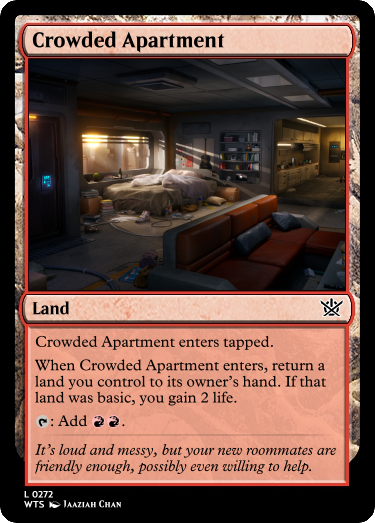 Crowded Apartment
Land
Crowded Apartment enters tapped.
When Crowded Apartment enters, return a
land you control to its owner's hand. If that
land was basic, you gain 2 life.
: Add .
It's loud and messy, but your new roommates are
friendly enough, possibly even willing to help.
L 0272
WTS Jaaziah Chan